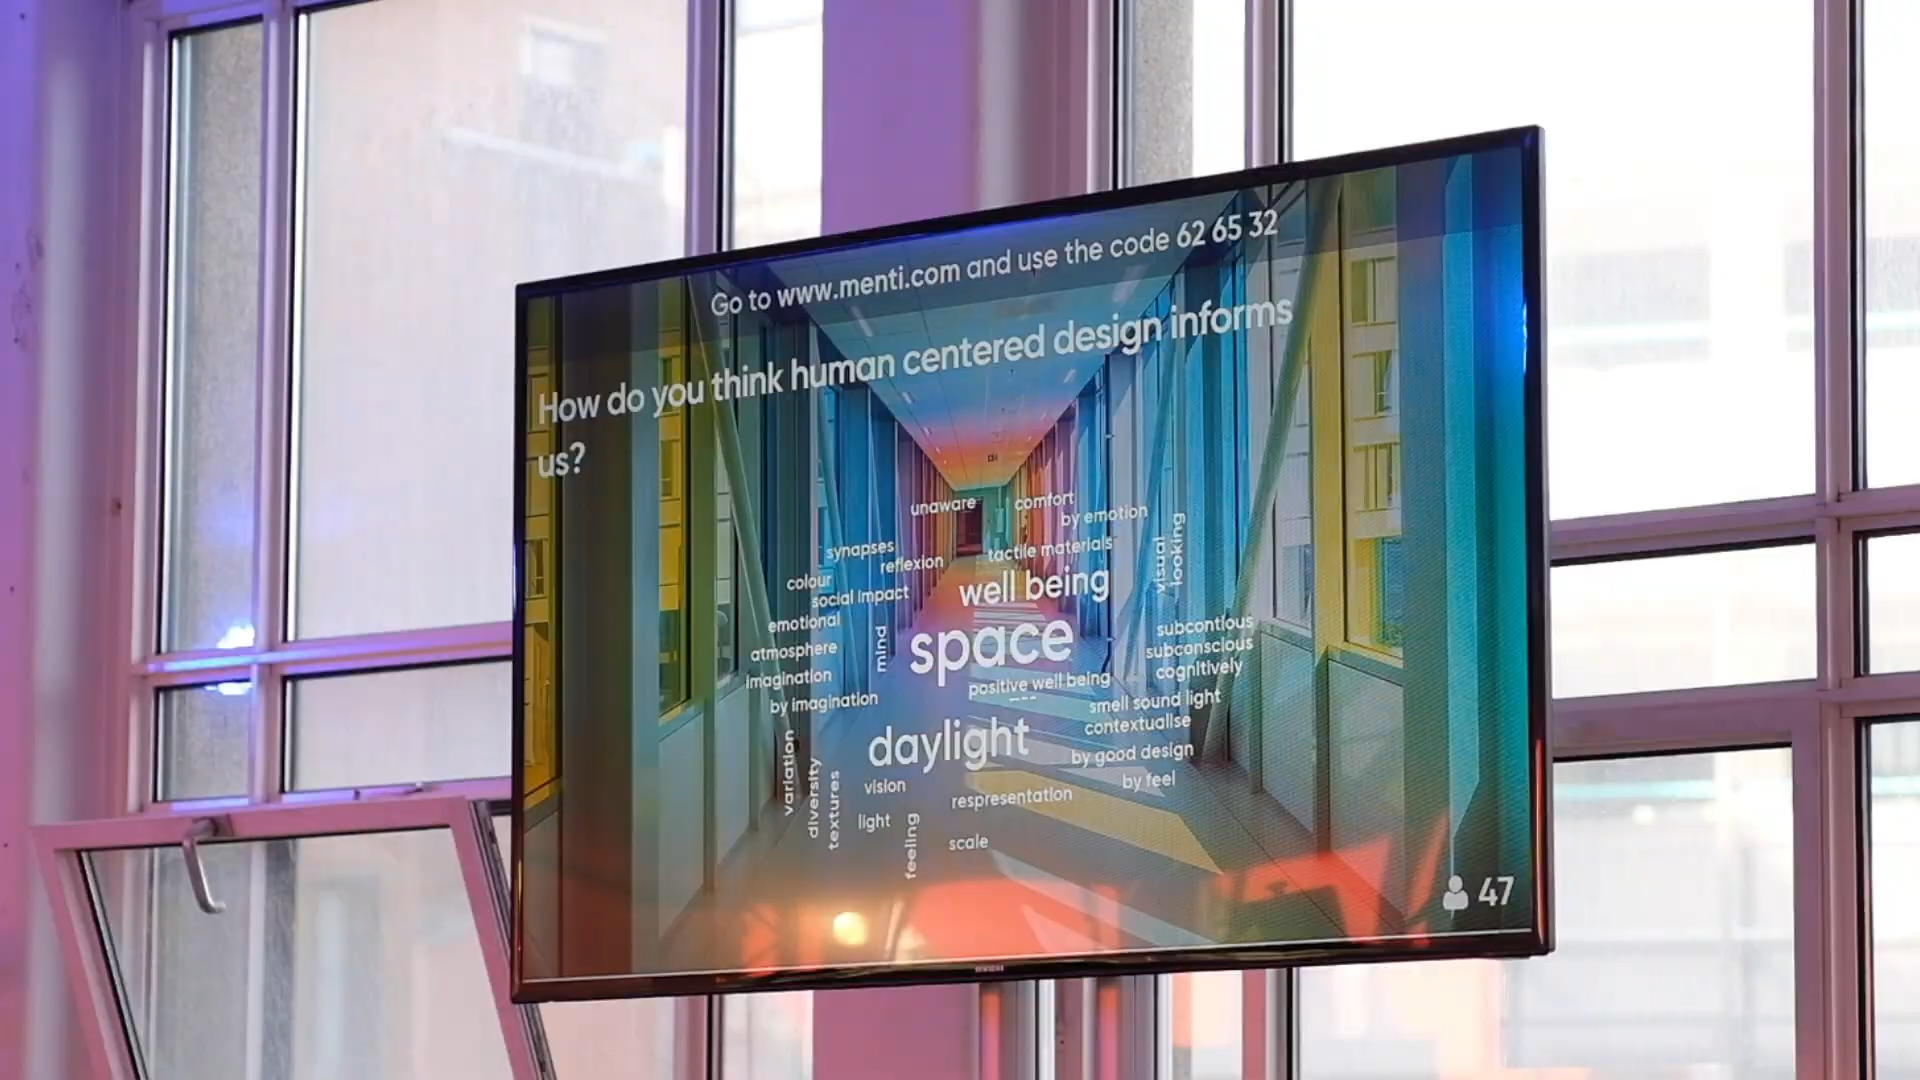 Go to www.menti.com and use the code 62 65 32
How do you think human centered design informs
us?
unaware
comfort
by emotion
synapses
reflexion
tactile materials
visual
looking
colour
social impact
well being
emotional
mind
space
subcontious
atmosphere
subconscious
imagination
positive well being
cognitively
by imagination
---
smell sound light
contextualise
daylight
by good design
variation
diversity
textures
vision
respresentation
by feel
light
feeling
scale
47
SAMSUNG